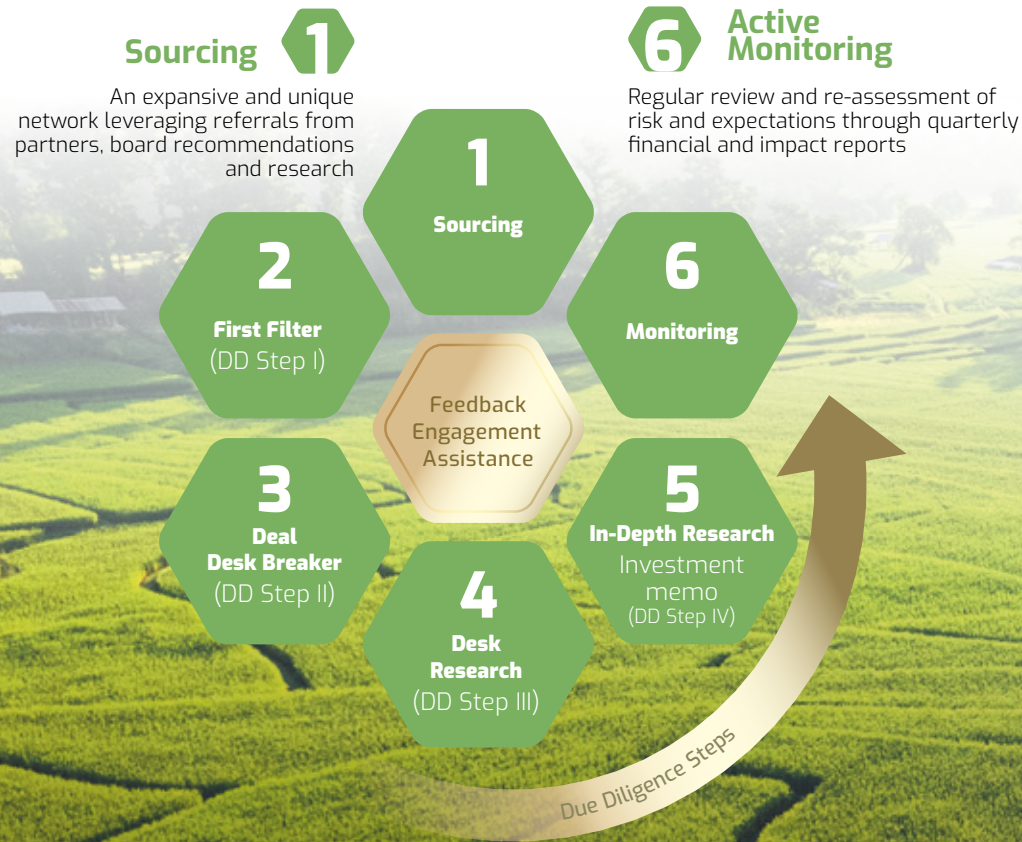 Sourcing
1
An expansive and unique
network leveraging referrals from
partners, board recommendations
and research
6
Active
Monitoring
Regular review and re-assessment of
risk and expectations through quarterly
financial and impact reports
1
Sourcing
2
First Filter
(DD Step I)
3
Deal
Desk Breaker
(DD Step II)
4
Desk
Research
(DD Step III)
5
In-Depth Research
Investment
memo
(DD Step IV)
6
Monitoring
Feedback
Engagement
Assistance
Due Diligence Steps